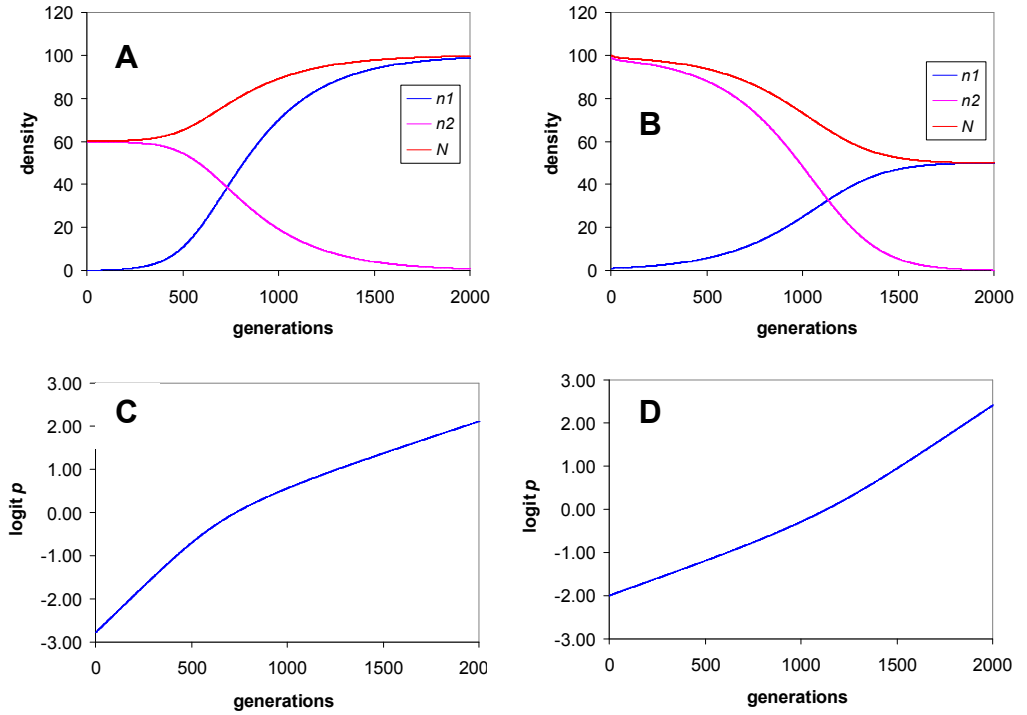 A
120
100
80
60
40
20
0
density
n1
n2
N
0 500 1000 1500 2000
generations
B
120
100
80
60
40
20
0
density
n1
n2
N
0 500 1000 1500 2000
generations
C
3.00
2.00
1.00
0.00
-1.00
-2.00
-3.00
logit p
0 500 1000 1500 200
generations
D
3.00
2.00
1.00
0.00
-1.00
-2.00
-3.00
logit p
0 500 1000 1500 2000
generations